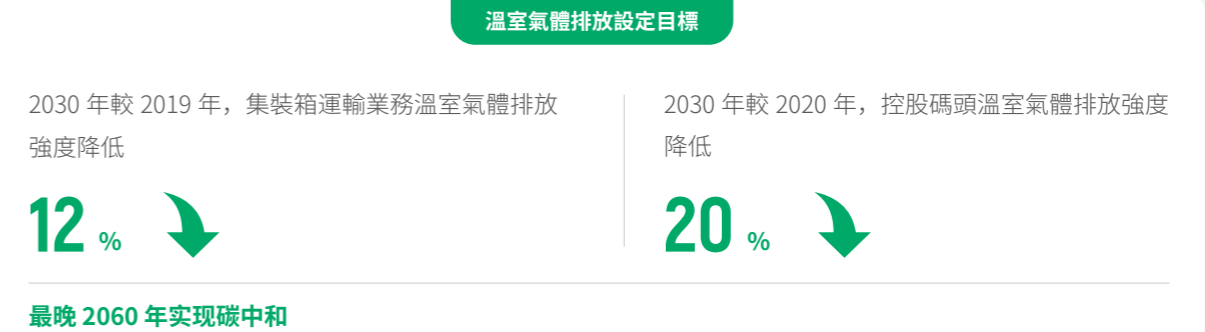 溫室氣體排放設定目標
2030 年較 2019 年，集裝箱運輸業務溫室氣體排放
強度降低
12 %
2030 年較 2020 年，控股碼頭溫室氣體排放強度
降低
20 %
最晚 2060 年实现碳中和